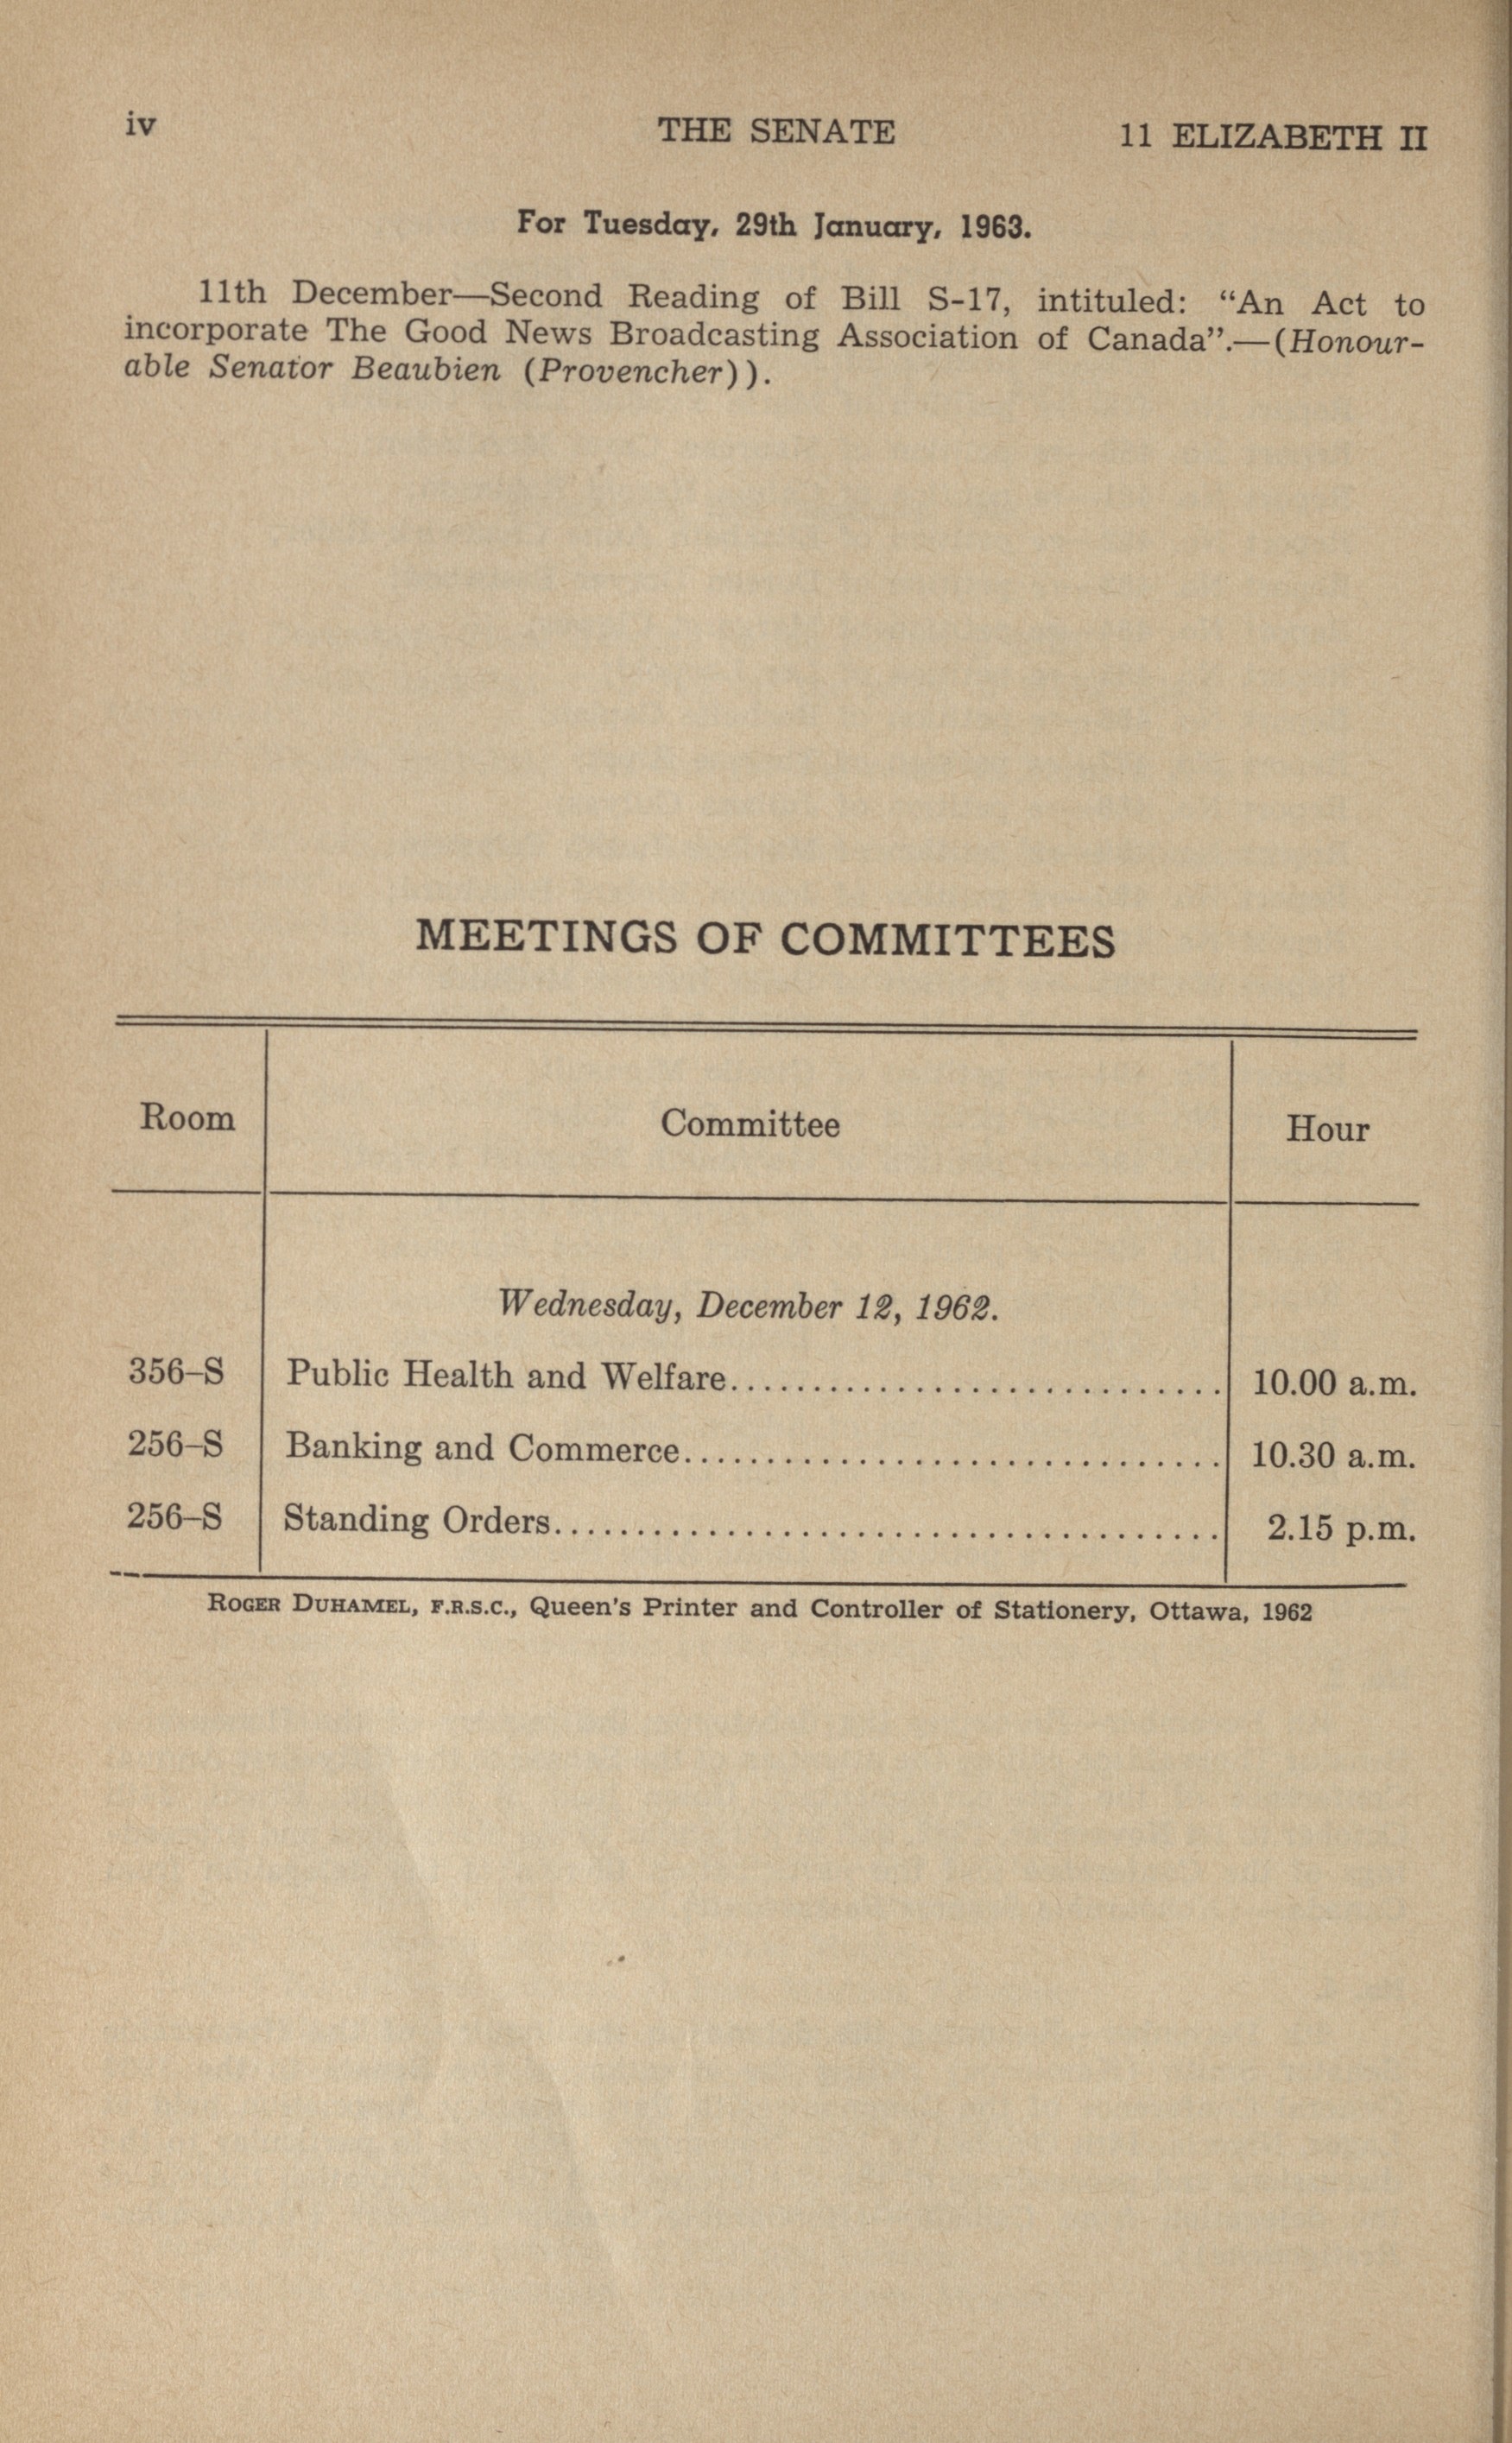 iv THE SENATE 11 ELIZABETH II
For Tuesday, 29th January, 1963.
11th December—Second Reading of Bill S-17, intituled: “An Act to
incorporate The Good News Broadcasting Association of Canada”.—(Honour-
able Senator Beaubien (Provencher)).
MEETINGS OF COMMITTEES
Room Committee Hour
Wednesday, December 12, 1962.
356–S Public Health and Welfare.............................. 10.00 a.m.
256–S Banking and Commerce................................ 10.30 a.m.
256–S Standing Orders........................................ 2.15 p.m.
ROGER DUHAMEL, F.R.S.C., Queen's Printer and Controller of Stationery, Ottawa, 1962